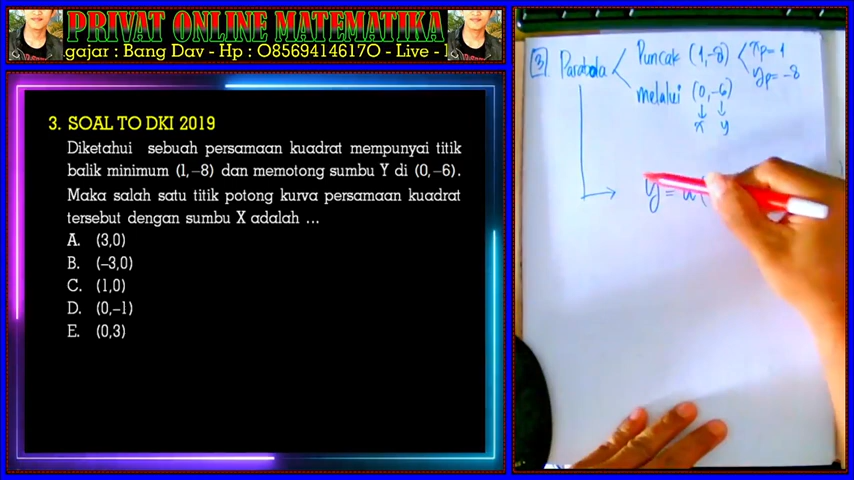 PRIVAT ONLINE MATEMATIKA
gajar : Bang Dav - Hp : O8569414617O - Live -
3. SOAL TO DKI 2019
Diketahui sebuah persamaan kuadrat mempunyai titik
balik minimum (1,–8) dan memotong sumbu Y di (0,–6).
Maka salah satu titik potong kurva persamaan kuadrat
tersebut dengan sumbu X adalah ...
A. (3,0)
B. (–3,0)
C. (1,0)
D. (0,–1)
E. (0,3)
3 Parabola
Puncak (1,-8)
xp = 1
yp = -8
melalui (0,-6)
x y
y = a(